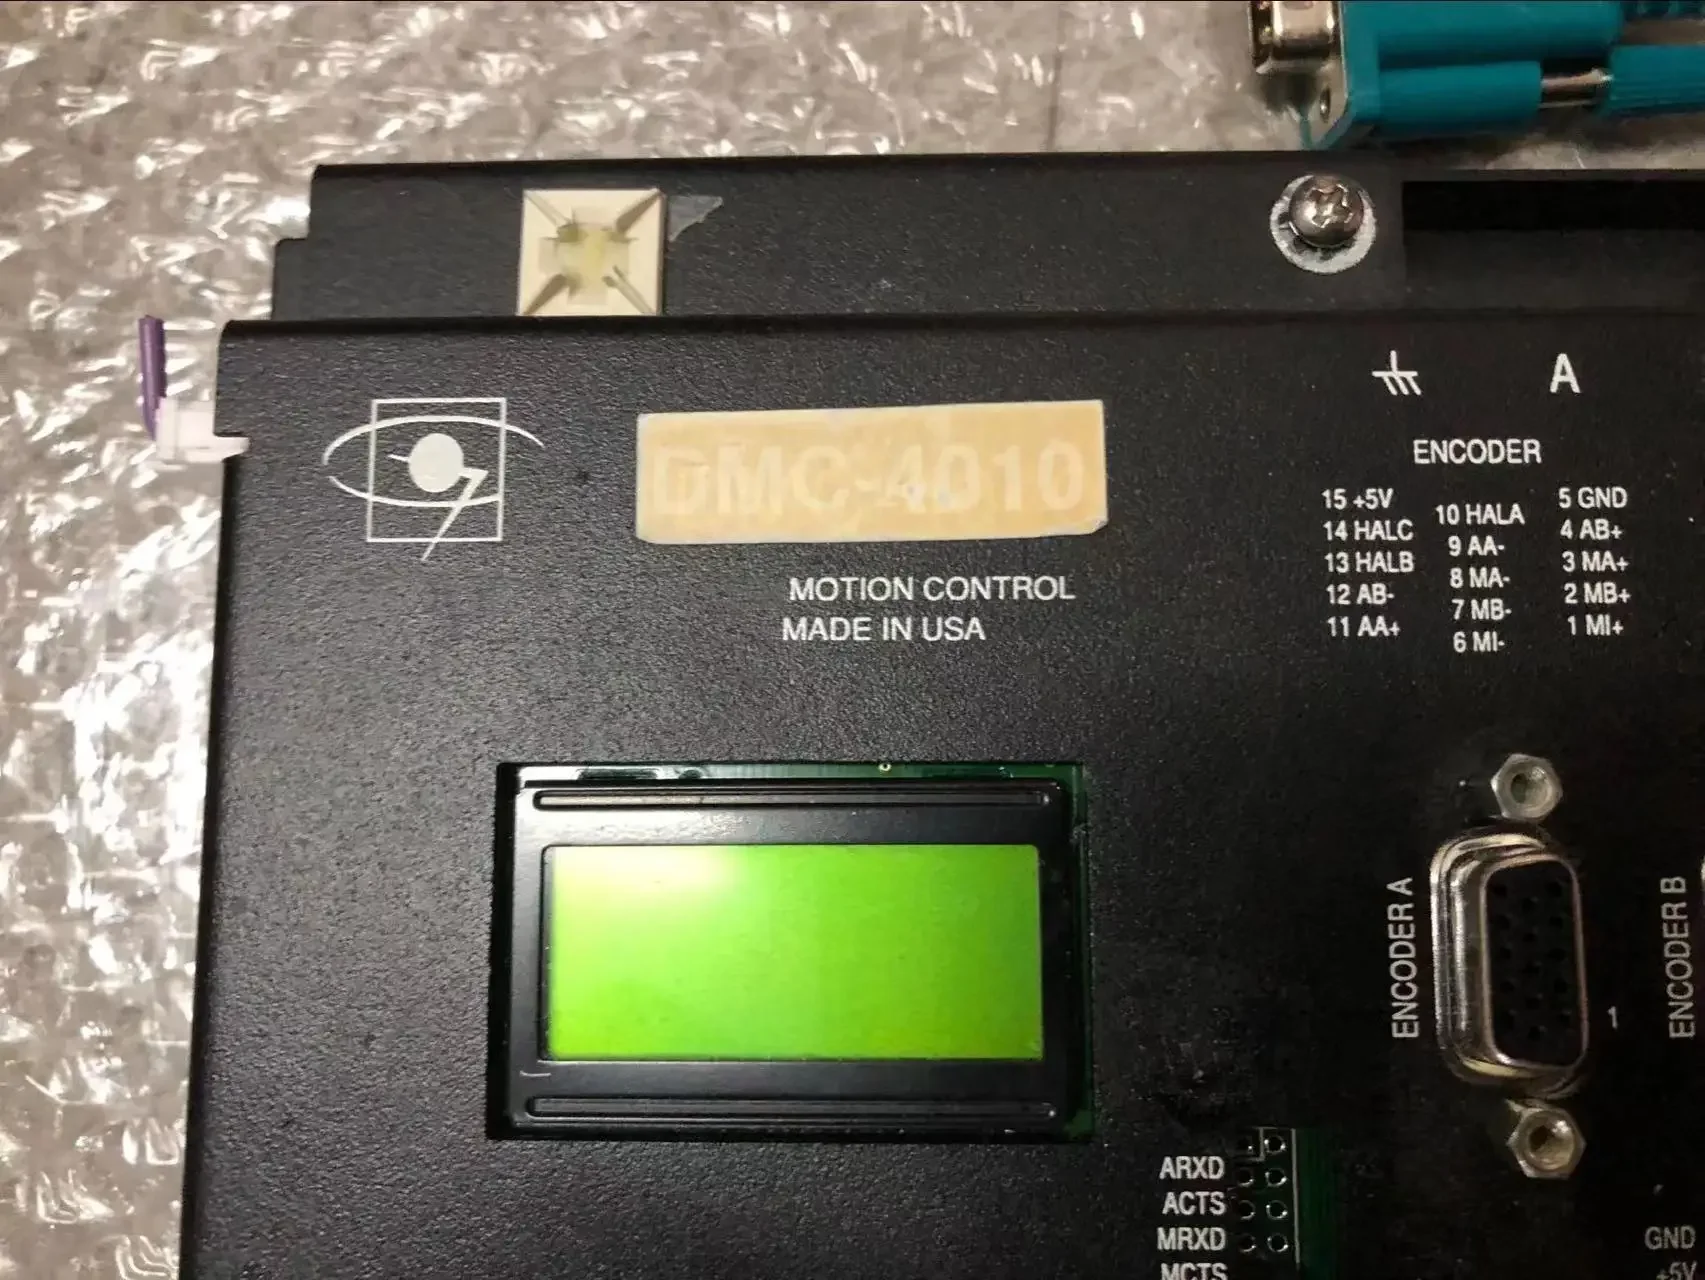 DMC-4010
MOTION CONTROL
MADE IN USA
A
ENCODER
15 +5V
14 HALC
13 HALB
12 AB-
11 AA+
10 HALA
9 AA-
8 MA-
7 MB-
6 MI-
5 GND
4 AB+
3 MA+
2 MB+
1 MI+
ENCODER A
1
ENCODER B
ARXD
ACTS
MRXD
MCTS
GND
+5V